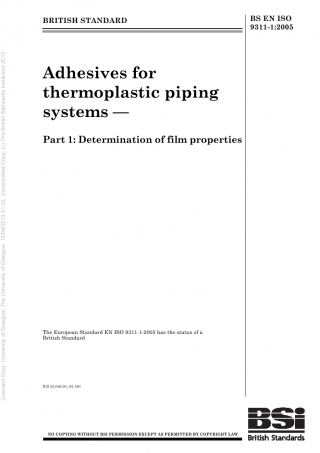 BRITISH STANDARD
BS EN ISO
9311-1:2005
Adhesives for
thermoplastic piping
systems —
Part 1: Determination of film properties
The European Standard EN ISO 9311-1:2005 has the status of a
British Standard
NO COPYING WITHOUT BSI PERMISSION EXCEPT AS PERMITTED BY COPYRIGHT LAW
BSi
British Standards